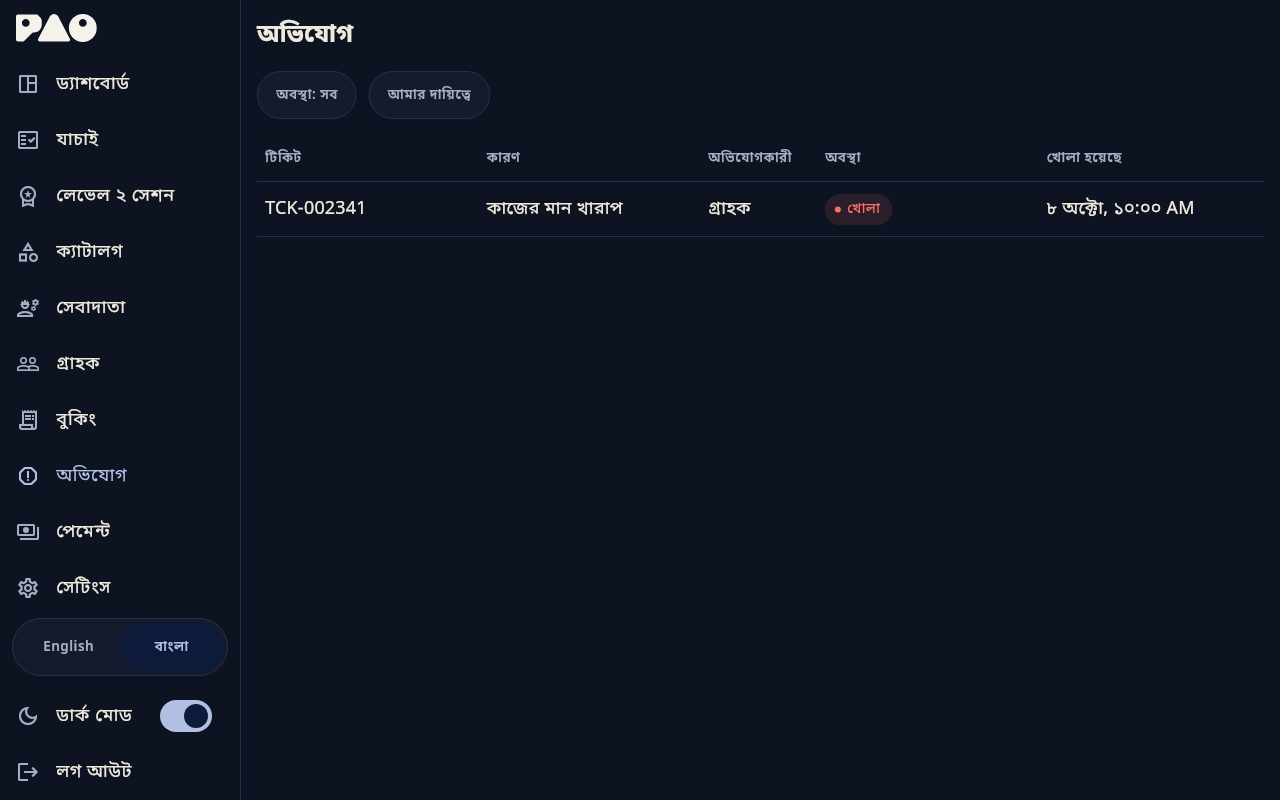 PAO
ড্যাশবোর্ড
যাচাই
লেভেল ২ সেশন
ক্যাটালগ
সেবাদাতা
গ্রাহক
বুকিং
অভিযোগ
পেমেন্ট
সেটিংস
English বাংলা
ডার্ক মোড
লগ আউট
অভিযোগ
অবস্থা: সব আমার দায়িত্বে
টিকিট কারণ অভিযোগকারী অবস্থা খোলা হয়েছে
TCK-002341 কাজের মান খারাপ গ্রাহক খোলা ৮ অক্টো, ১০:০০ AM